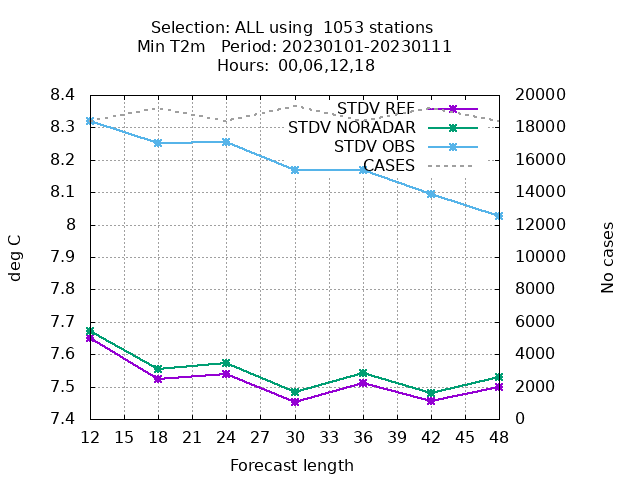 Selection: ALL using  1053 stations
Min T2m   Period: 20230101-20230111
Hours:  00,06,12,18
STDV REF
STDV NORADAR
STDV OBS
CASES
8.4
8.3
8.2
8.1
8
7.9
7.8
7.7
7.6
7.5
7.4
20000
18000
16000
14000
12000
10000
8000
6000
4000
2000
0
deg C
No cases
12 15 18 21 24 27 30 33 36 39 42 45 48
Forecast length